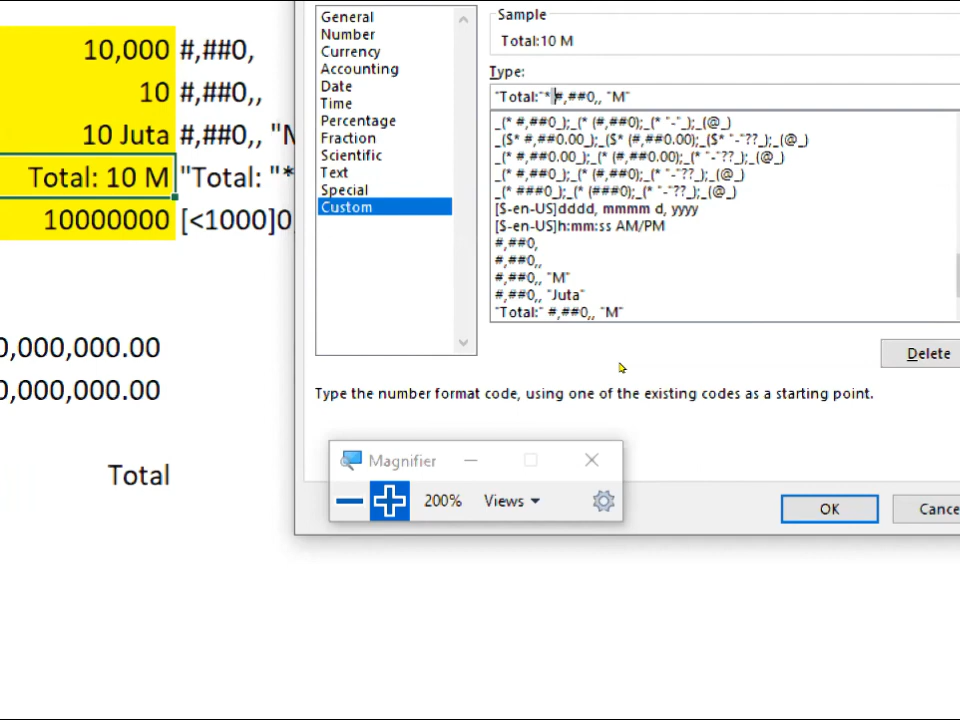 10,000 #,##0,
10 #,##0,,
10 Juta #,##0,, "M
Total: 10 M "Total: "*
10000000 [<1000]0,
0,000,000.00
0,000,000.00
Total
General
Number
Currency
Accounting
Date
Time
Percentage
Fraction
Scientific
Text
Special
Custom
Sample
Total:10 M
Type:
"Total:"* #,##0,, "M"
_(* #,##0_);_(* (#,##0);_(* "-"_);_(@_)
_($* #,##0.00_);_($* (#,##0.00);_($* "-"??_);_(@_)
_(* #,##0.00_);_(* (#,##0.00);_(* "-"??_);_(@_)
_(* #,##0_);_(* (#,##0);_(* "-"??_);_(@_)
_(* ###0_);_(* (###0);_(* "-"??_);_(@_)
[$-en-US]dddd, mmmm d, yyyy
[$-en-US]h:mm:ss AM/PM
#,##0,
#,##0,,
#,##0,, "M"
#,##0,, "Juta"
"Total:" #,##0,, "M"
Delete
Type the number format code, using one of the existing codes as a starting point.
Magnifier
200% Views
OK
Cance